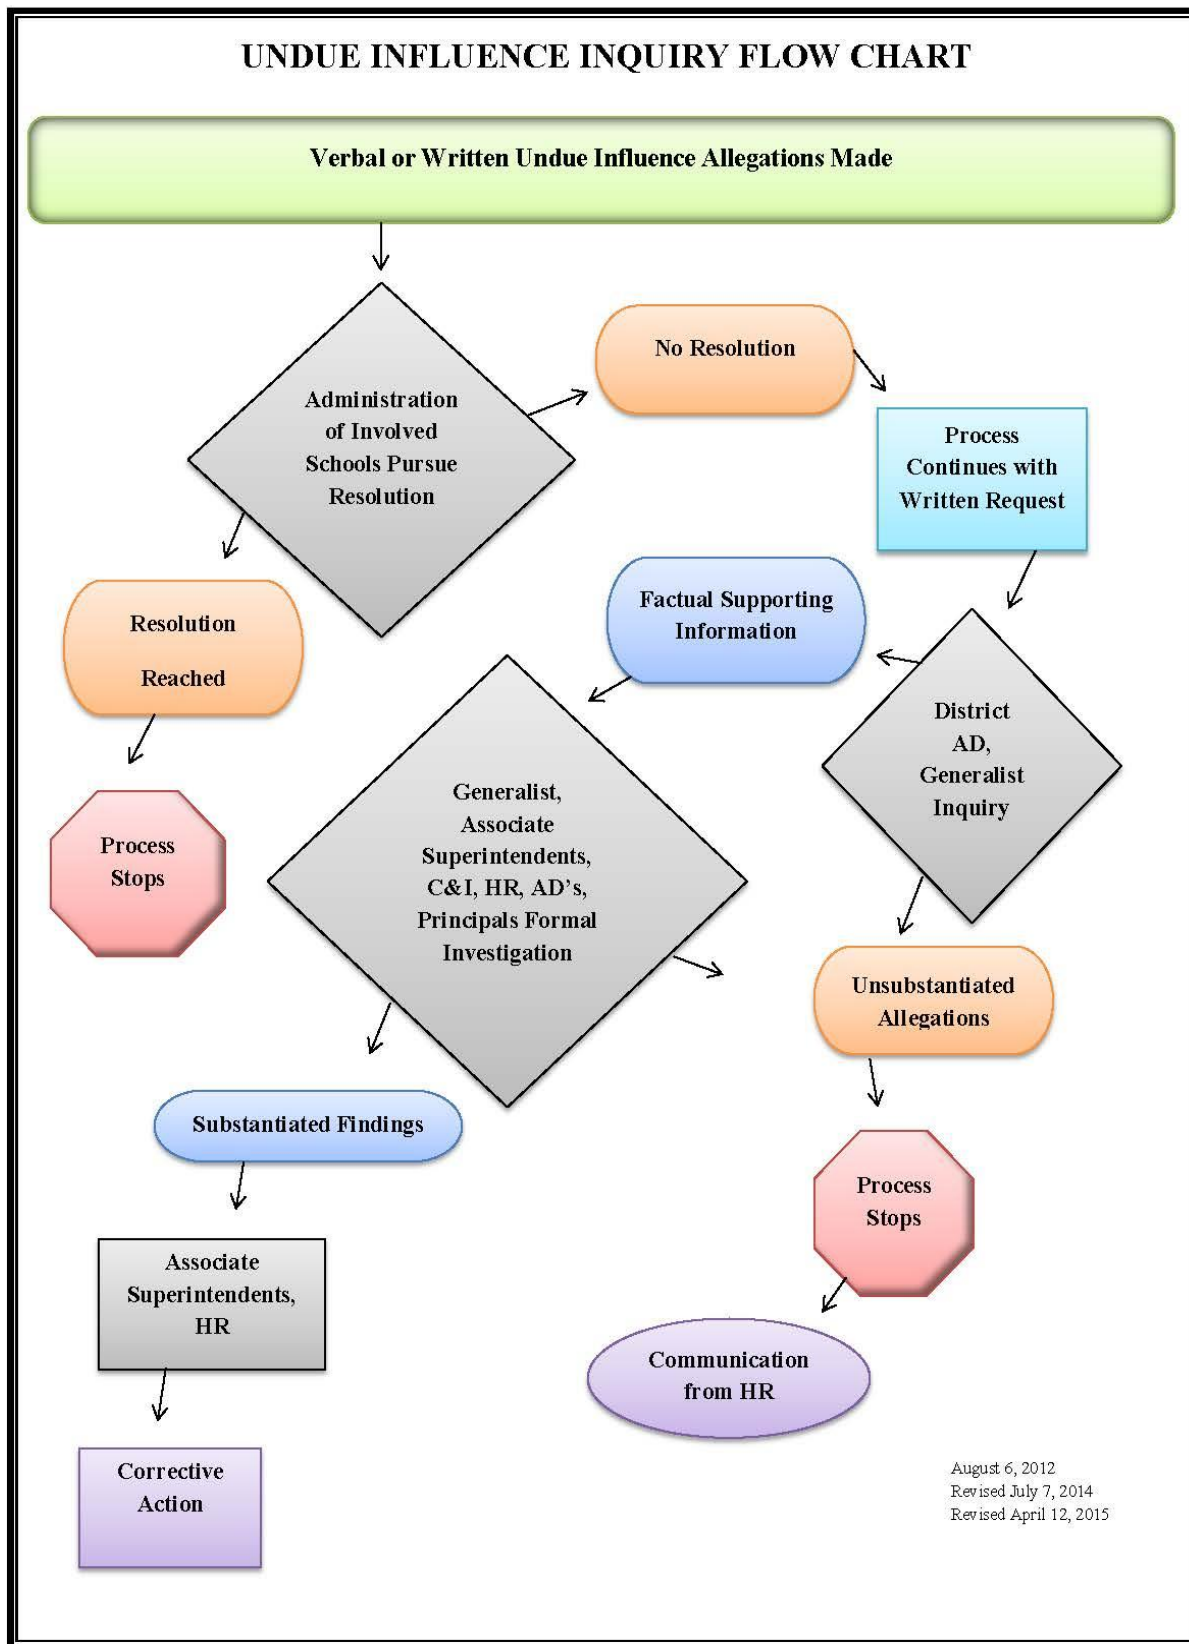 UNDUE INFLUENCE INQUIRY FLOW CHART
Verbal or Written Undue Influence Allegations Made
Administration
of Involved
Schools Pursue
Resolution
No Resolution
Process
Continues with
Written Request
Resolution
Reached
Process
Stops
Factual Supporting
Information
District
AD,
Generalist
Inquiry
Generalist,
Associate
Superintendents,
C&I, HR, AD's,
Principals Formal
Investigation
Unsubstantiated
Allegations
Substantiated Findings
Process
Stops
Associate
Superintendents,
HR
Communication
from HR
Corrective
Action
August 6, 2012
Revised July 7, 2014
Revised April 12, 2015